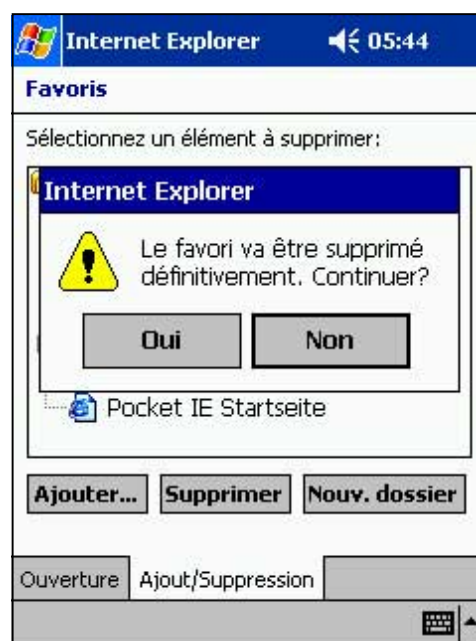 Internet Explorer 05:44
Favoris
Sélectionnez un élément à supprimer:
Internet Explorer
Le favori va être supprimé
définitivement. Continuer?
Oui Non
Pocket IE Startseite
Ajouter... Supprimer Nouv. dossier
Ouverture Ajout/Suppression